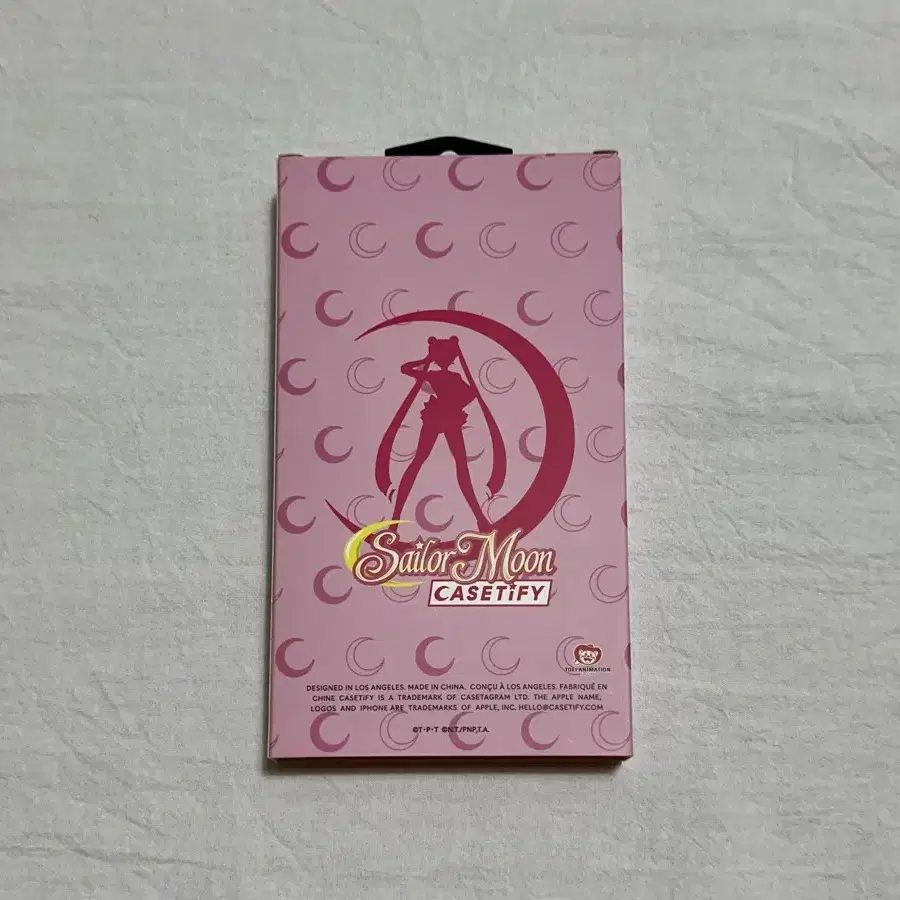 Sailor Moon
CASETiFY
TOEI ANIMATION
DESIGNED IN LOS ANGELES. MADE IN CHINA. CONÇU À LOS ANGELES. FABRIQUÉ EN
CHINE CASETiFY IS A TRADEMARK OF CASETAGRAM LTD. THE APPLE NAME,
LOGOS AND IPHONE ARE TRADEMARKS OF APPLE, INC. HELLO@CASETIFY.COM
©T・P・T ©N.T./PNP,T.A.